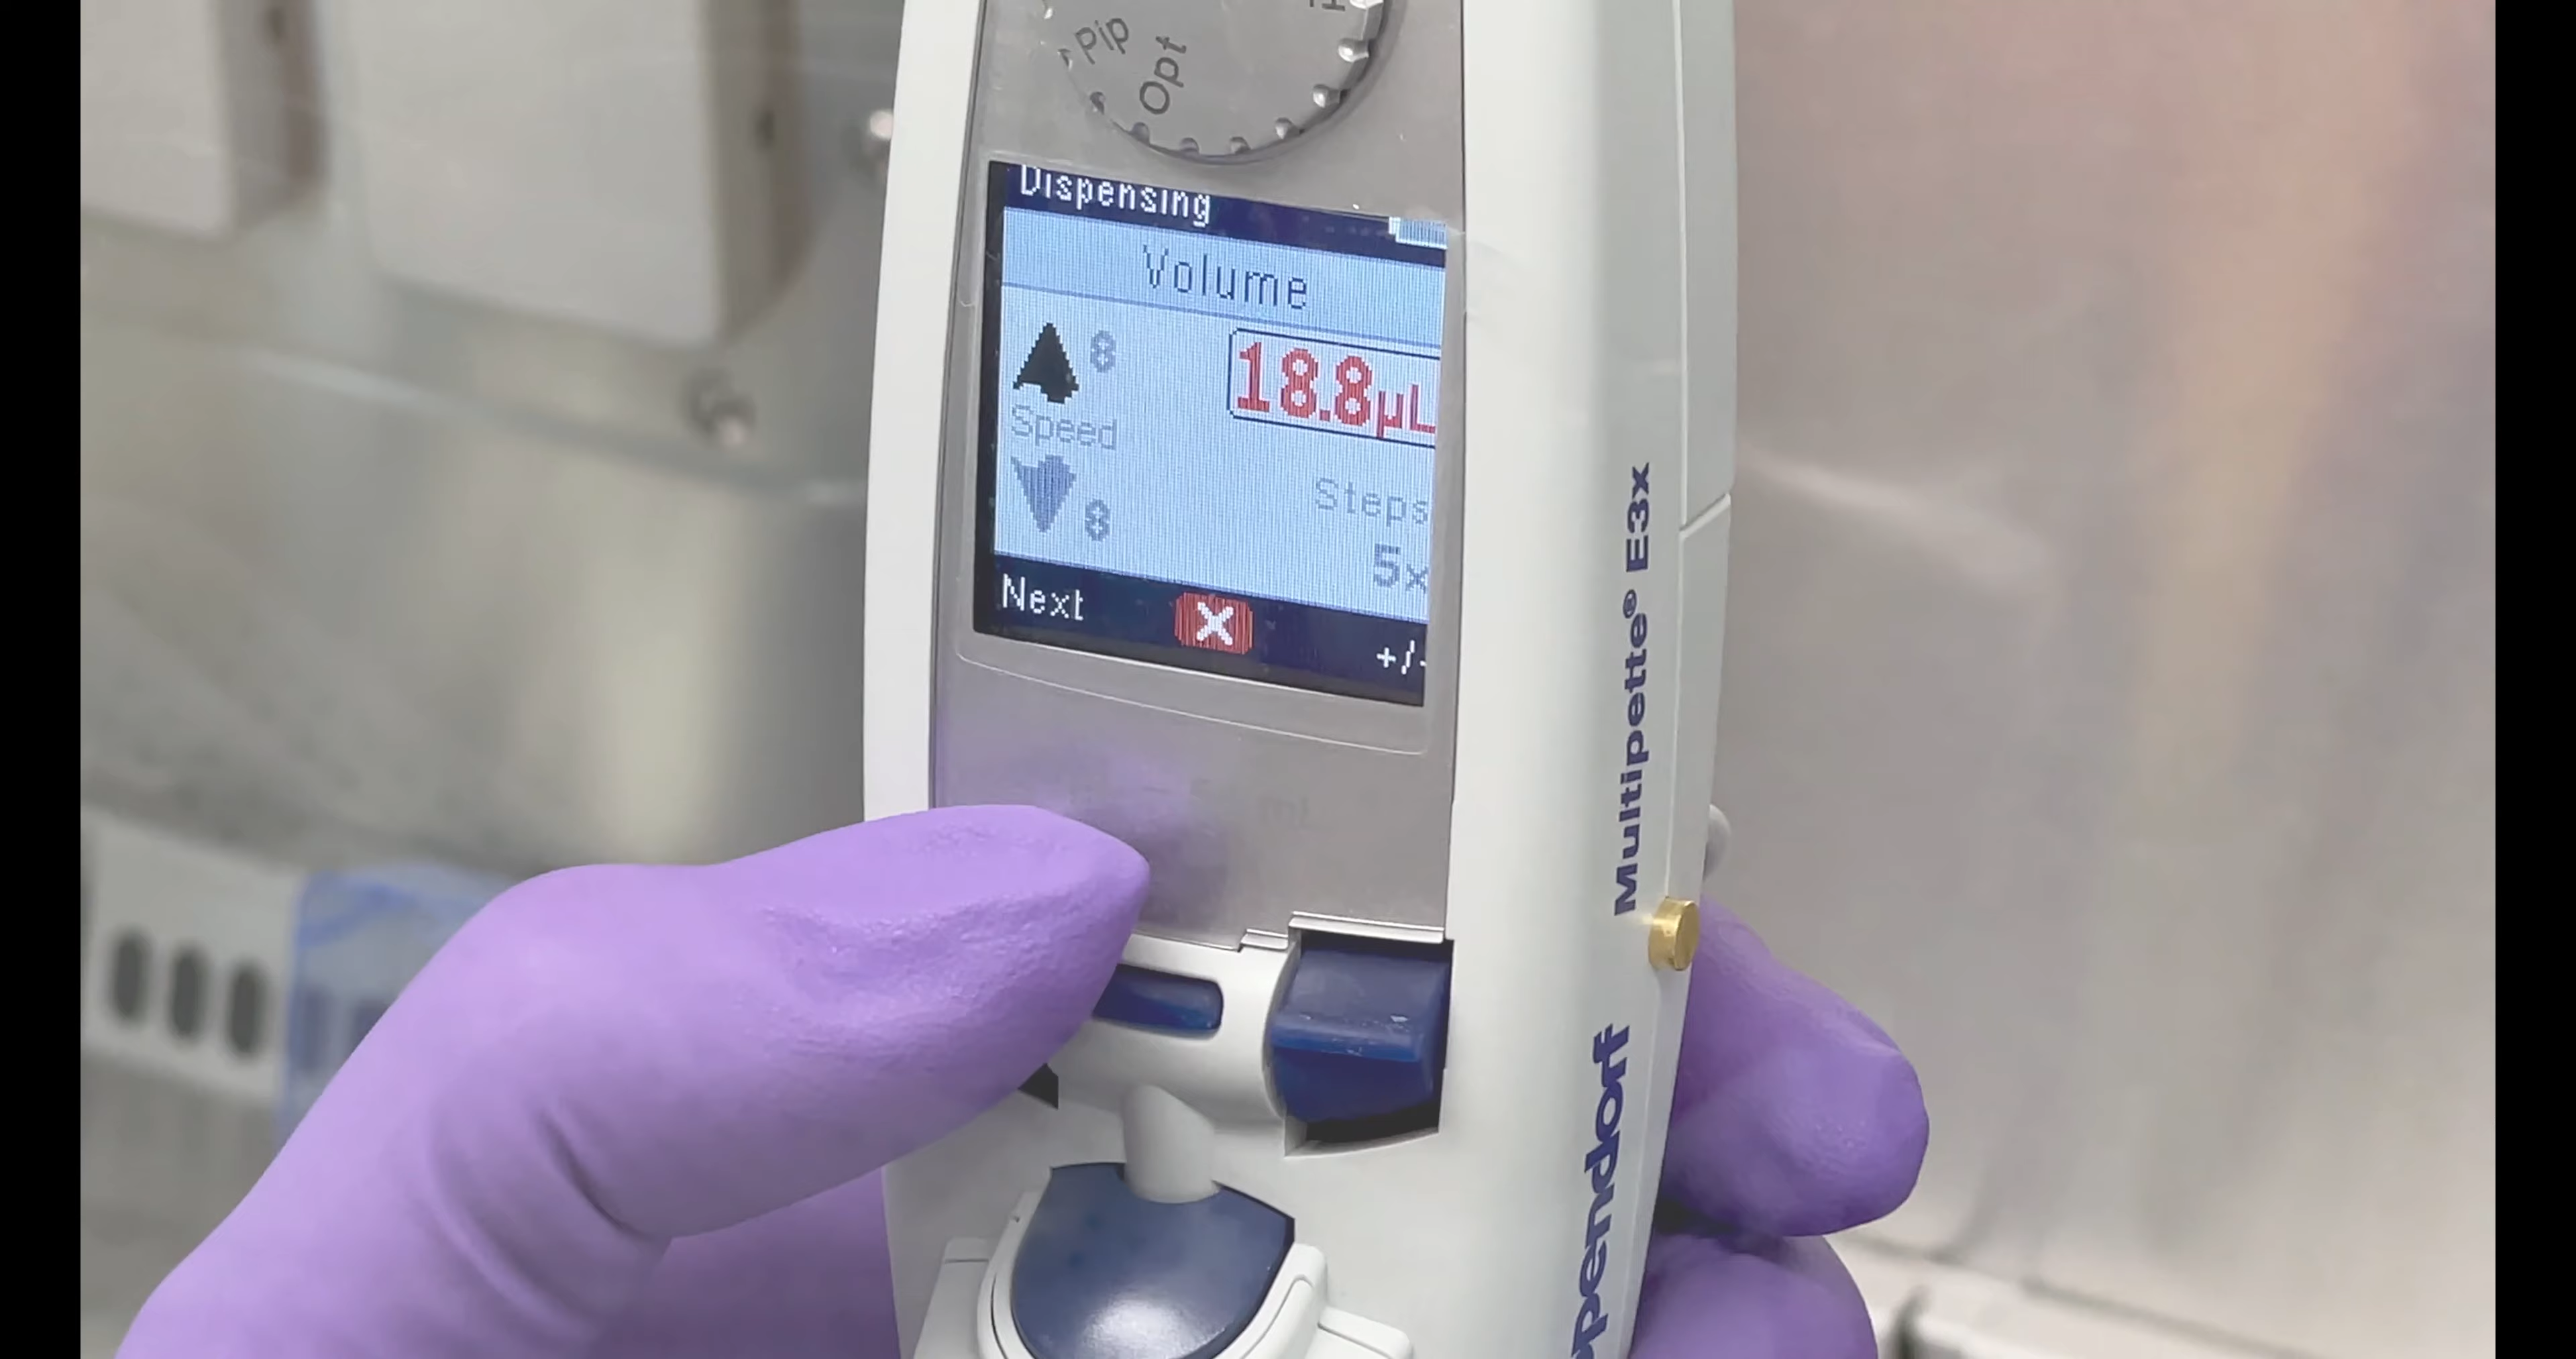 Pip
Opt
Dispensing
Volume
8
18.8µL
Speed
Steps
8
5x
Next
+/-
Multipette® E3x
ppendorf